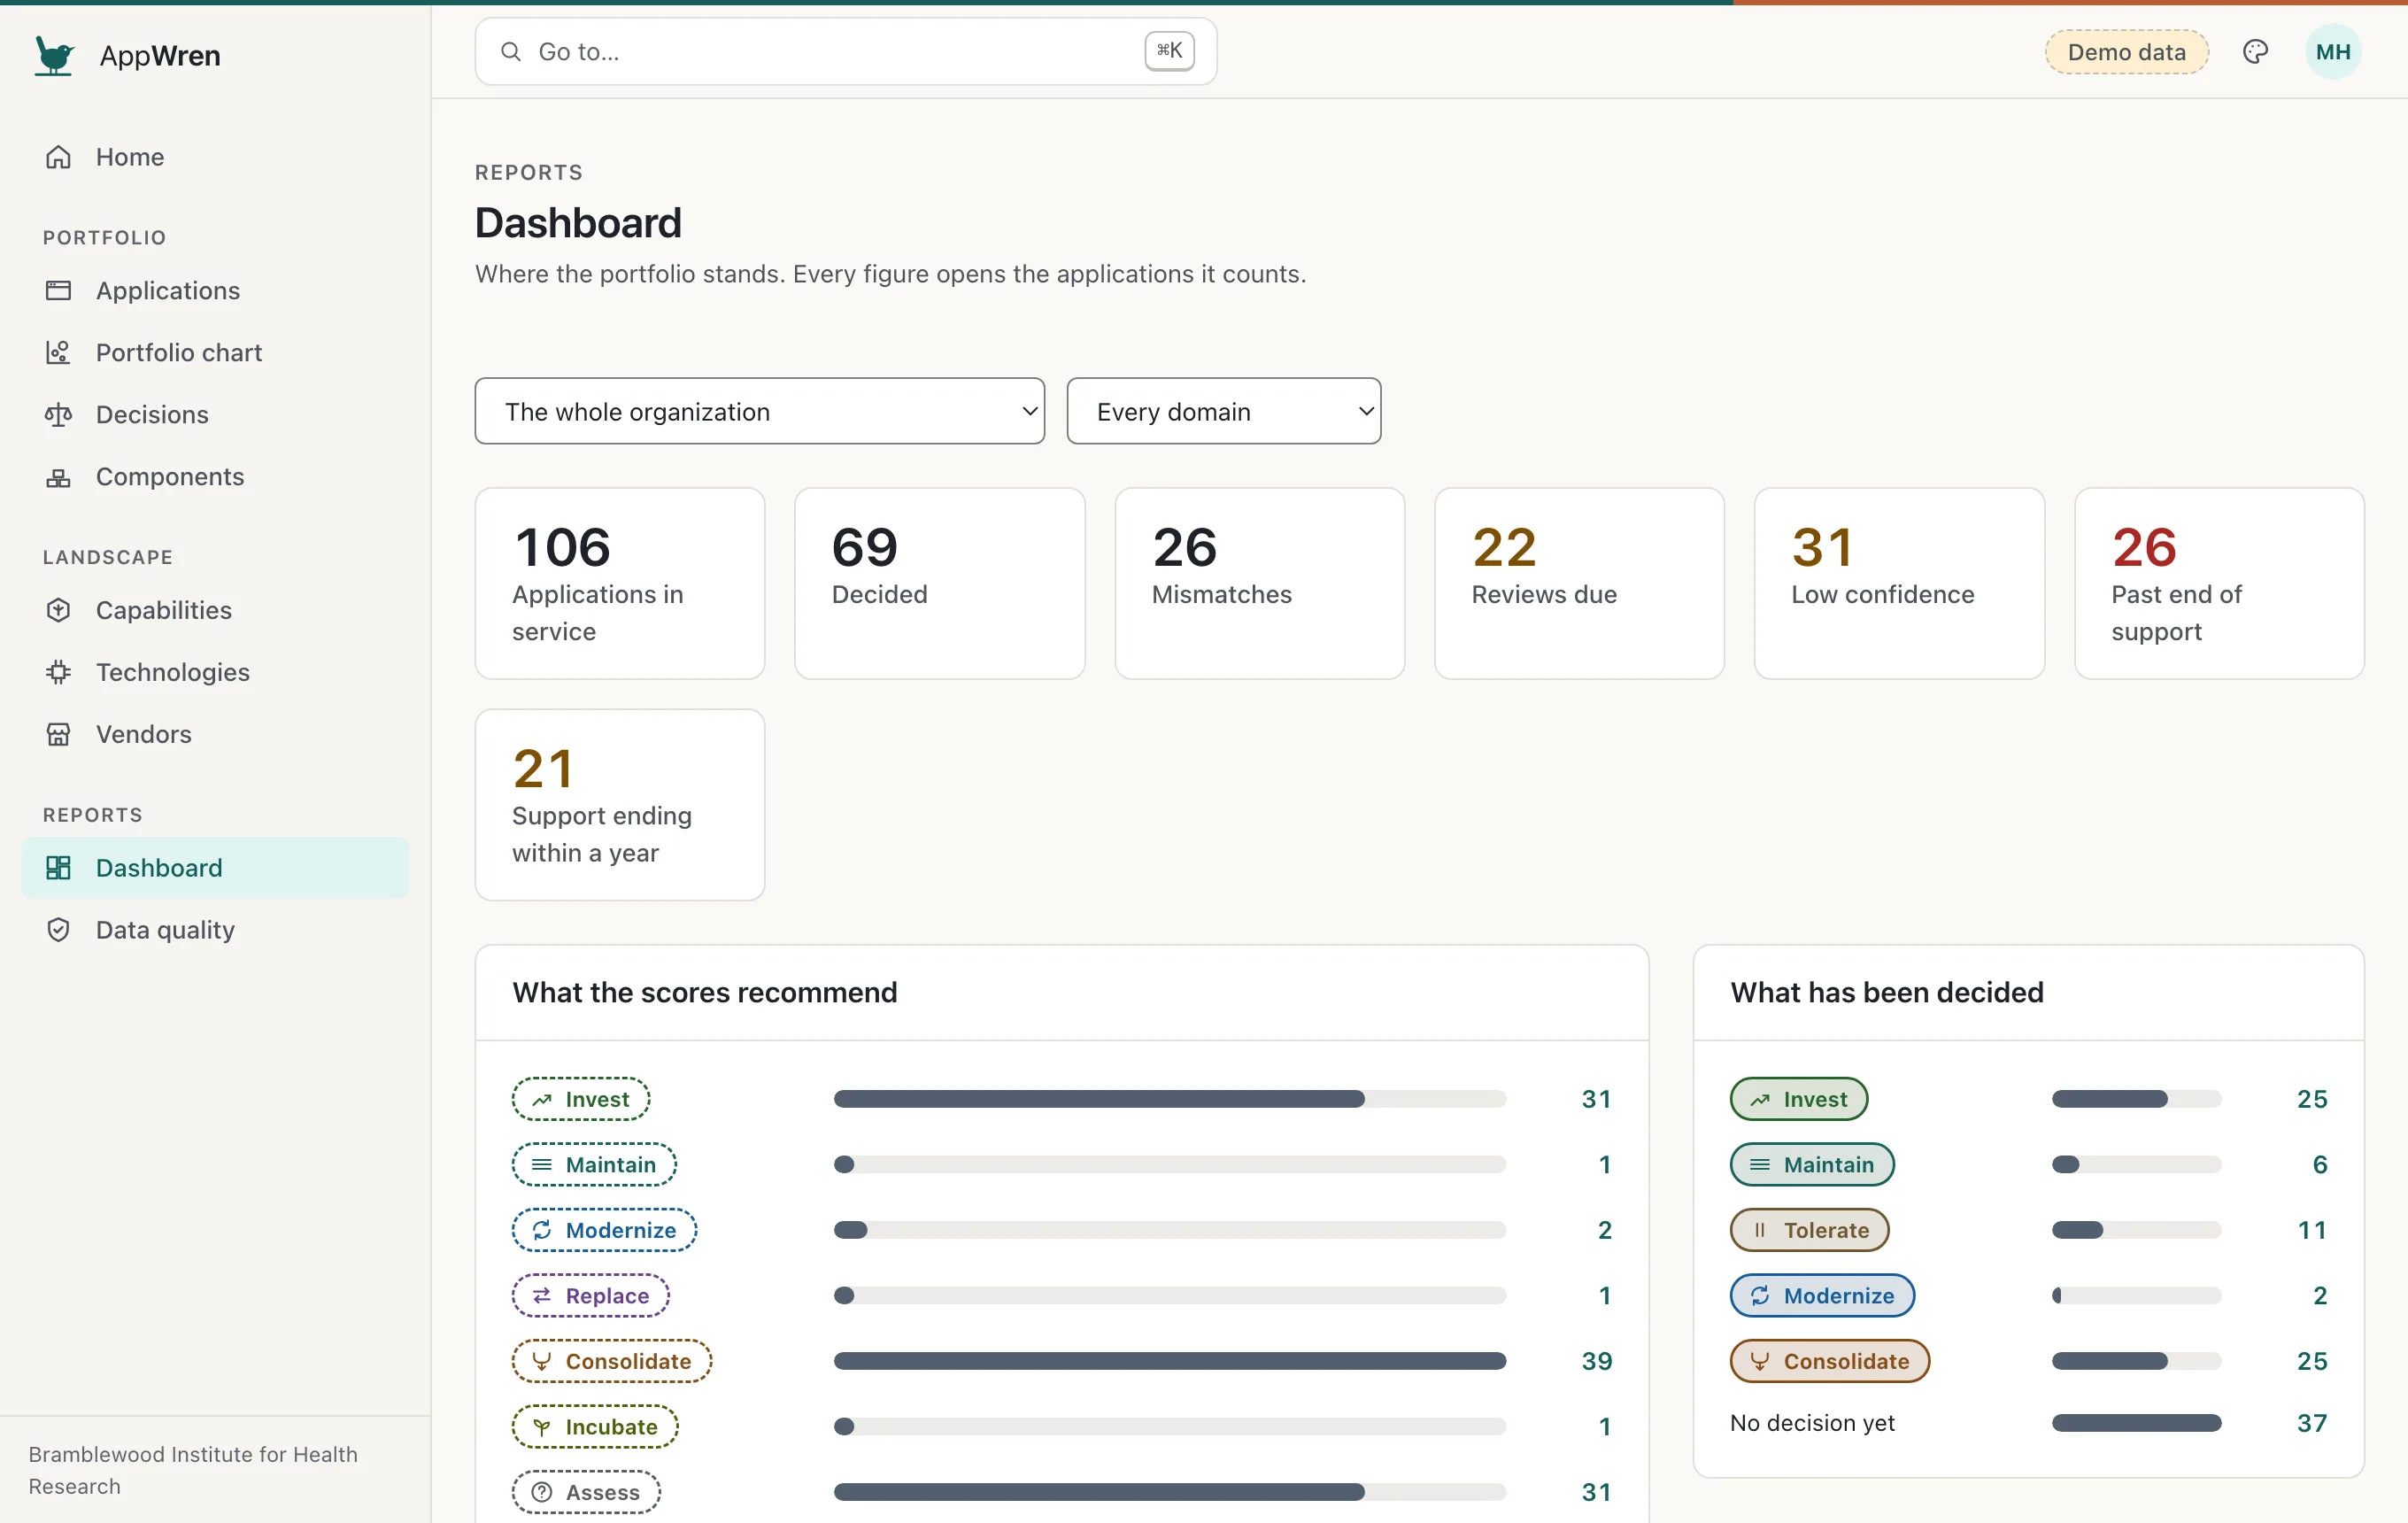 AppWren
Go to...
⌘K
Demo data
MH
Home
PORTFOLIO
Applications
Portfolio chart
Decisions
Components
LANDSCAPE
Capabilities
Technologies
Vendors
REPORTS
Dashboard
Data quality
Bramblewood Institute for Health
Research
REPORTS
Dashboard
Where the portfolio stands. Every figure opens the applications it counts.
The whole organization
Every domain
106
Applications in
service
69
Decided
26
Mismatches
22
Reviews due
31
Low confidence
26
Past end of
support
21
Support ending
within a year
What the scores recommend
Invest 31
Maintain 1
Modernize 2
Replace 1
Consolidate 39
Incubate 1
Assess 31
What has been decided
Invest 25
Maintain 6
Tolerate 11
Modernize 2
Consolidate 25
No decision yet 37